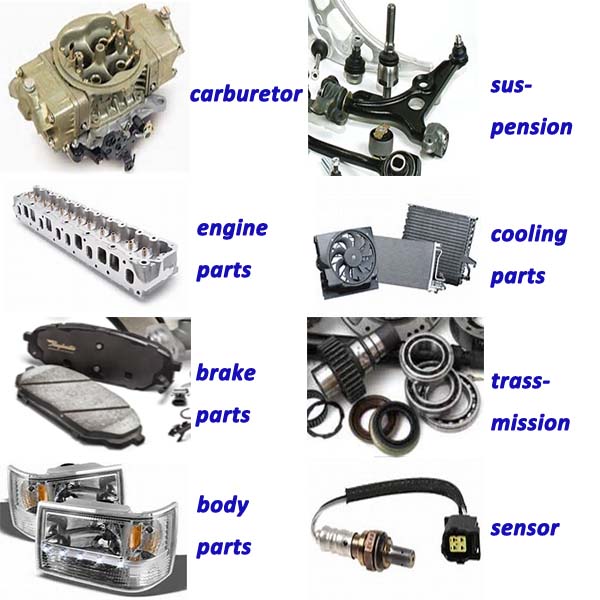 carburetor
sus-
pension
engine
parts
cooling
parts
brake
parts
trass-
mission
body
parts
sensor